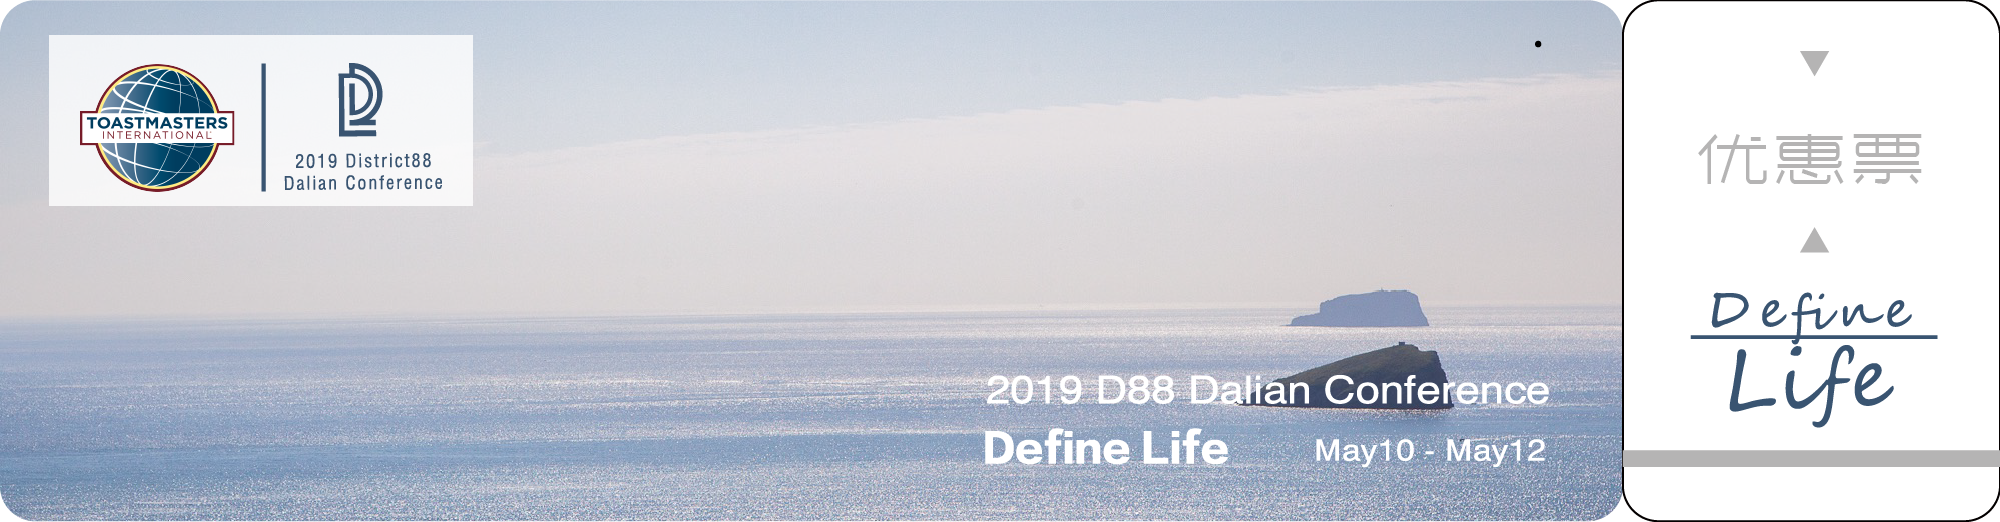 TOASTMASTERS
INTERNATIONAL
2019 District88
Dalian Conference
2019 D88 Dalian Conference
Define Life
May10 - May12
优惠票
Define
Life